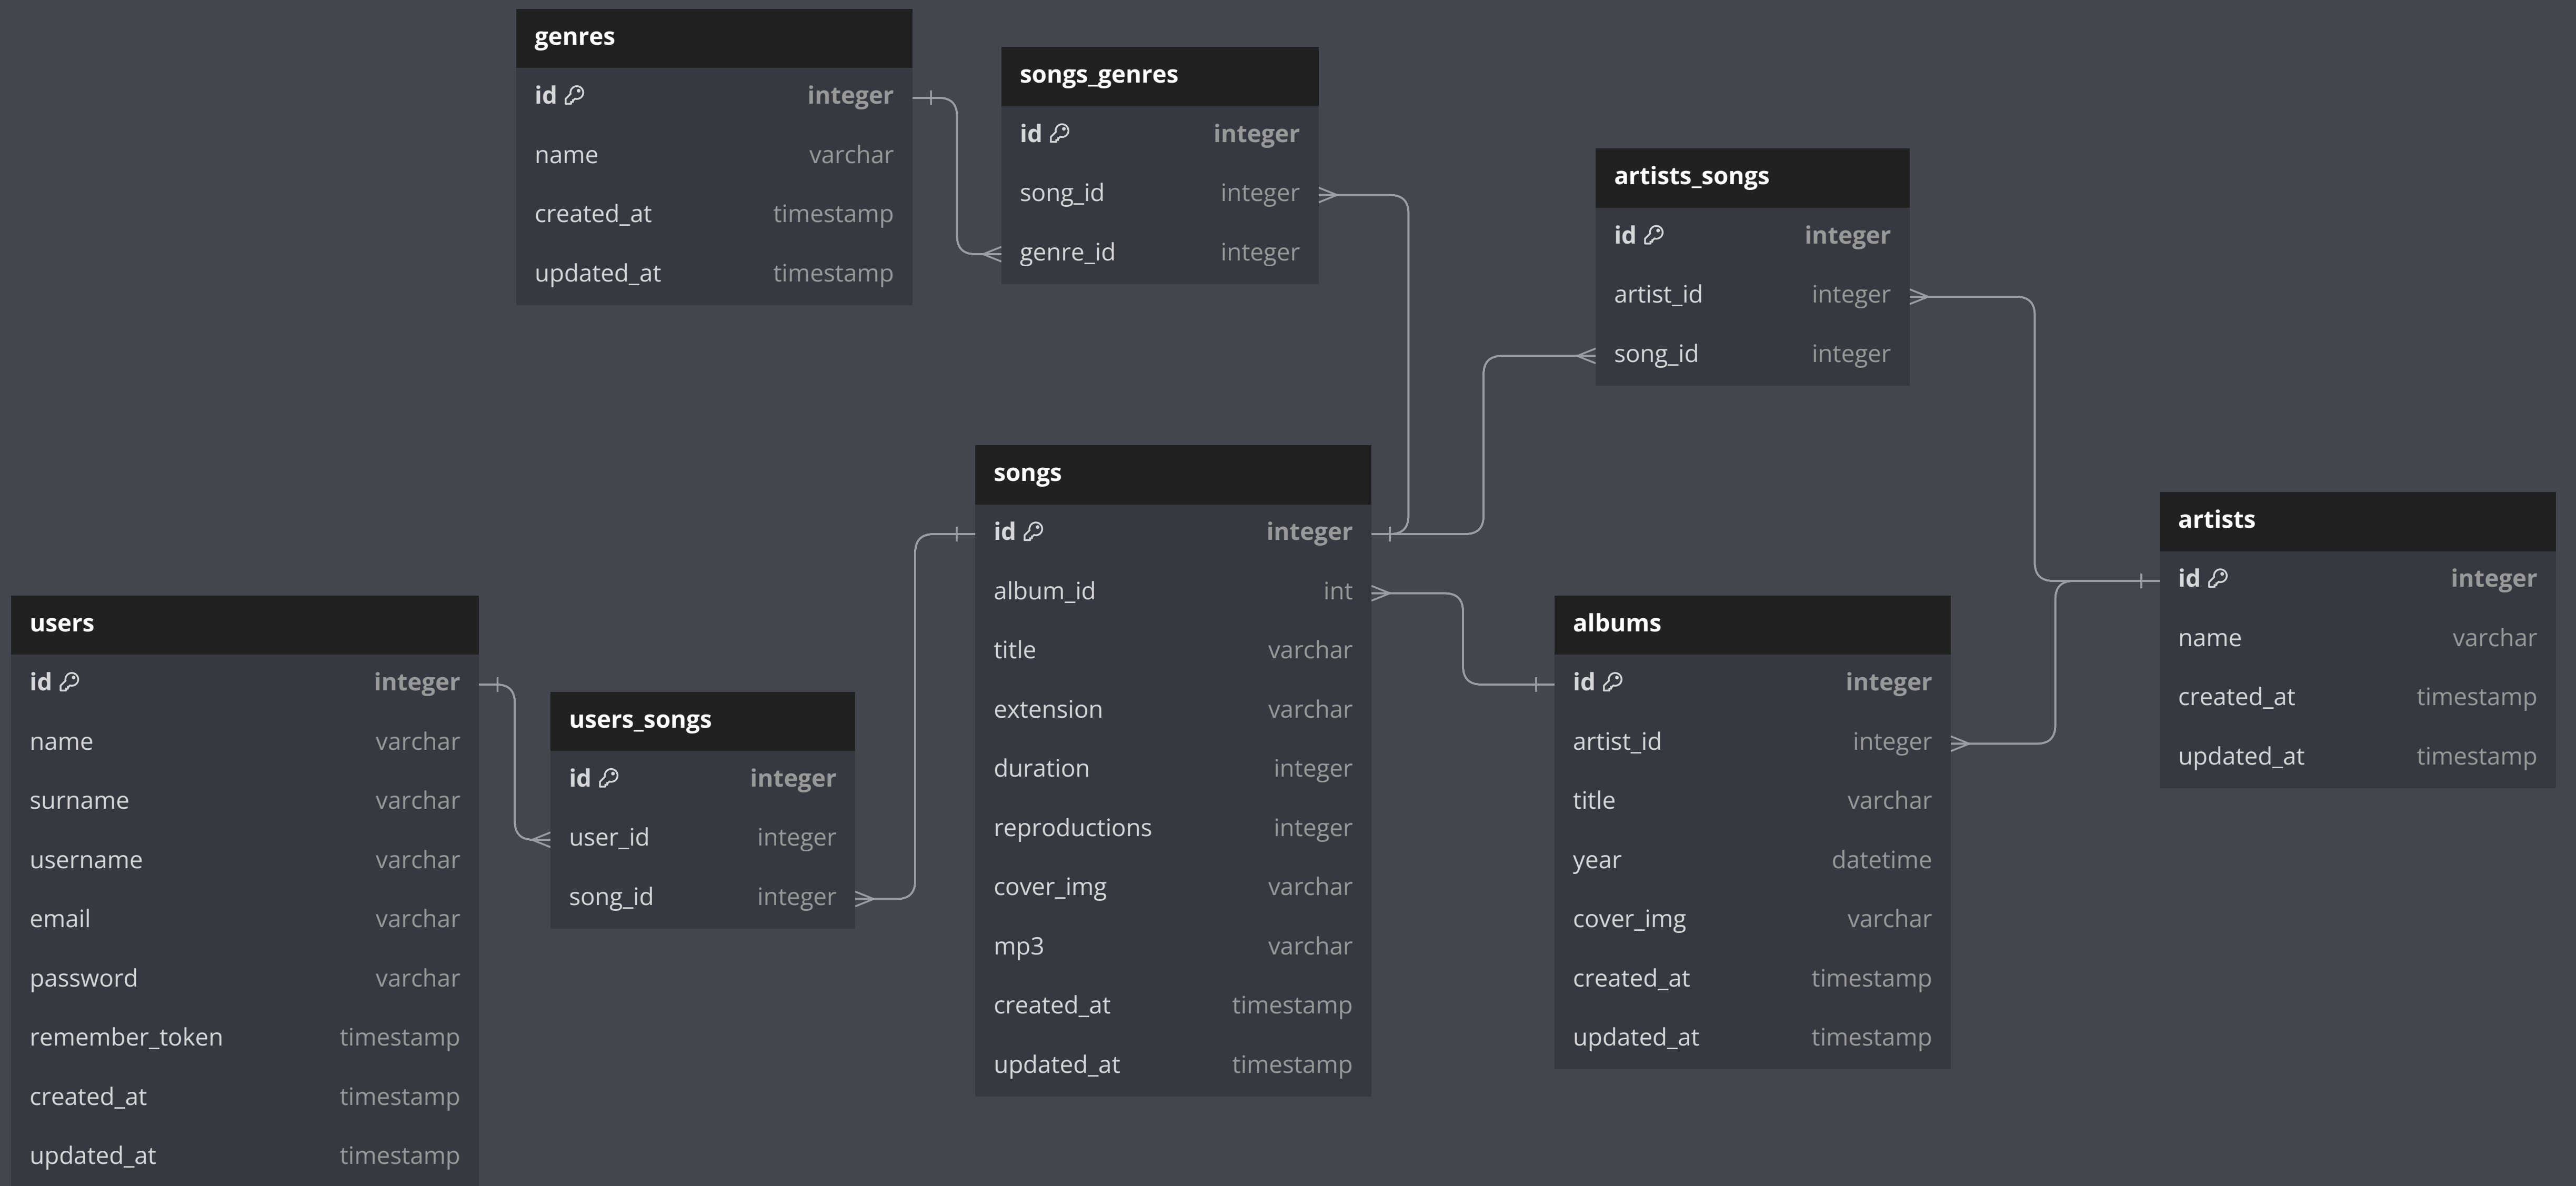 genres
id integer
name varchar
created_at timestamp
updated_at timestamp
songs_genres
id integer
song_id integer
genre_id integer
artists_songs
id integer
artist_id integer
song_id integer
songs
id integer
album_id int
title varchar
extension varchar
duration integer
reproductions integer
cover_img varchar
mp3 varchar
created_at timestamp
updated_at timestamp
artists
id integer
name varchar
created_at timestamp
updated_at timestamp
users
id integer
name varchar
surname varchar
username varchar
email varchar
password varchar
remember_token timestamp
created_at timestamp
updated_at timestamp
users_songs
id integer
user_id integer
song_id integer
albums
id integer
artist_id integer
title varchar
year datetime
cover_img varchar
created_at timestamp
updated_at timestamp